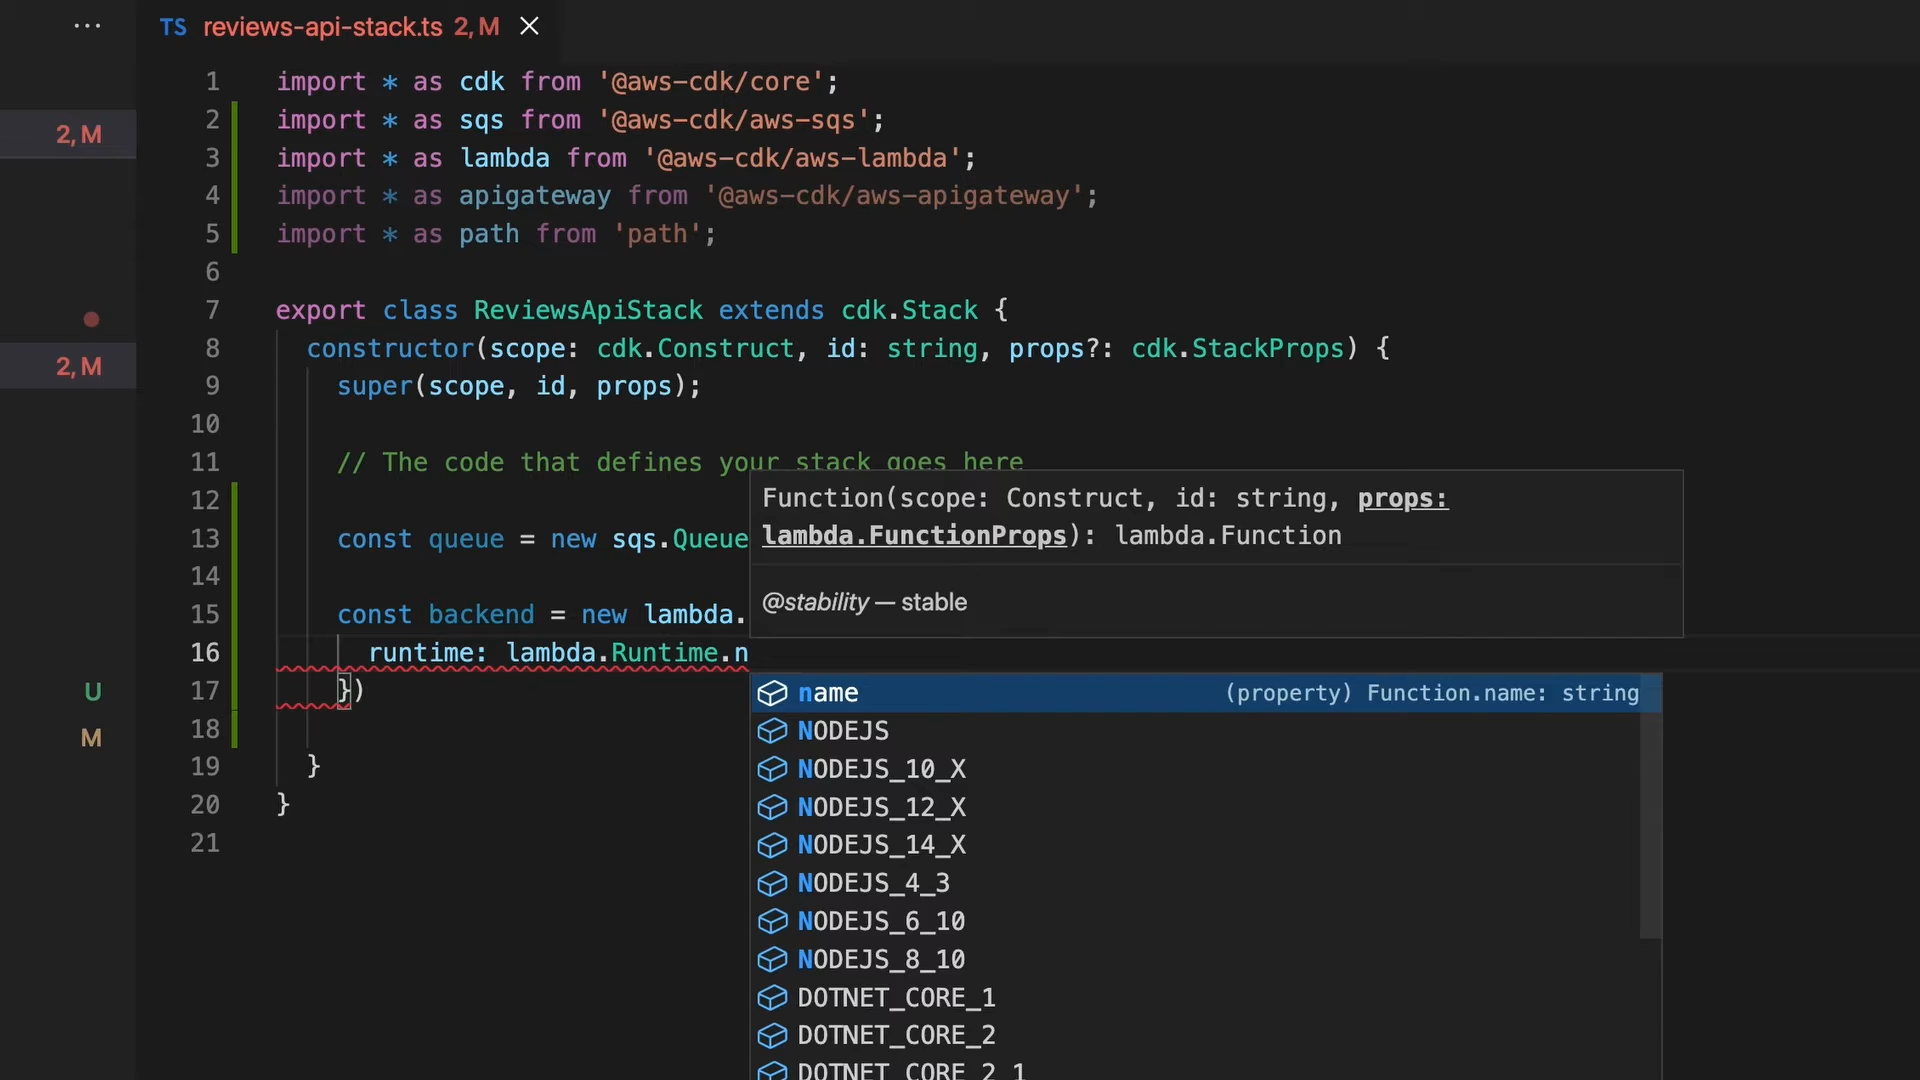 ··· TS reviews-api-stack.ts 2, M ×
1 import * as cdk from '@aws-cdk/core';
2 import * as sqs from '@aws-cdk/aws-sqs';
2, M
3 import * as lambda from '@aws-cdk/aws-lambda';
4 import * as apigateway from '@aws-cdk/aws-apigateway';
5 import * as path from 'path';
6
7 export class ReviewsApiStack extends cdk.Stack {
8 constructor(scope: cdk.Construct, id: string, props?: cdk.StackProps) {
2, M
9 super(scope, id, props);
10
11 // The code that defines your stack goes here
12
13 const queue = new sqs.Queue
14
15 const backend = new lambda.
16 runtime: lambda.Runtime.n
17 })
18
19 }
20 }
21
U
M
Function(scope: Construct, id: string, props:
lambda.FunctionProps): lambda.Function
@stability — stable
name (property) Function.name: string
NODEJS
NODEJS_10_X
NODEJS_12_X
NODEJS_14_X
NODEJS_4_3
NODEJS_6_10
NODEJS_8_10
DOTNET_CORE_1
DOTNET_CORE_2
DOTNET_CORE_2_1